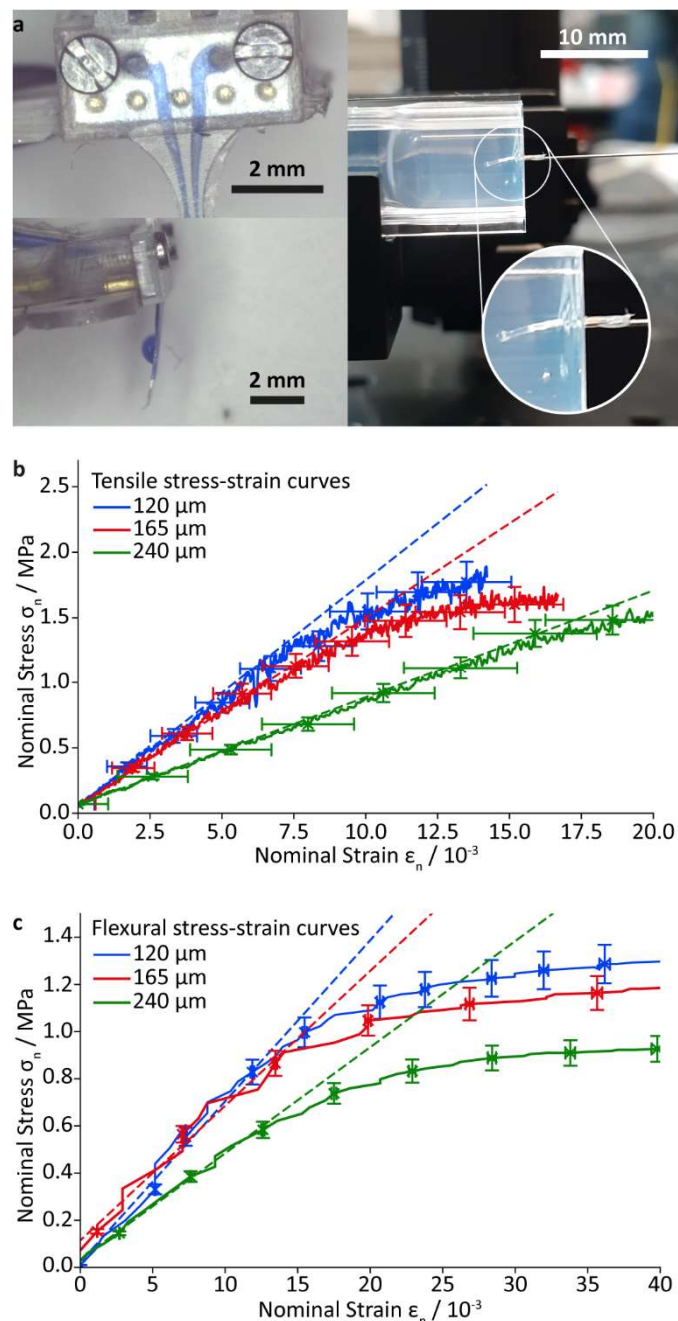 a
10 mm
2 mm
2 mm
b
Tensile stress-strain curves
120 μm
165 μm
240 μm
Nominal Stress σₙ / MPa
2.5
2.0
1.5
1.0
0.5
0.0
0.0 2.5 5.0 7.5 10.0 12.5 15.0 17.5 20.0
Nominal Strain εₙ / 10⁻³
c
Flexural stress-strain curves
120 μm
165 μm
240 μm
Nominal Stress σₙ / MPa
1.4
1.2
1.0
0.8
0.6
0.4
0.2
0.0
0 5 10 15 20 25 30 35 40
Nominal Strain εₙ / 10⁻³